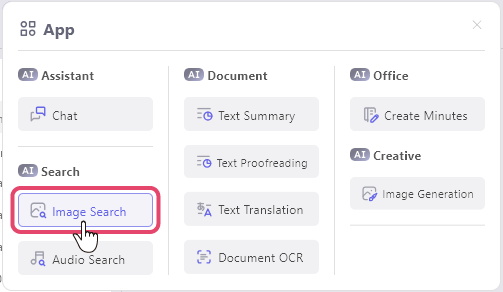 App
AI Assistant
Chat
AI Search
Image Search
Audio Search
AI Document
Text Summary
Text Proofreading
Text Translation
Document OCR
AI Office
Create Minutes
AI Creative
Image Generation